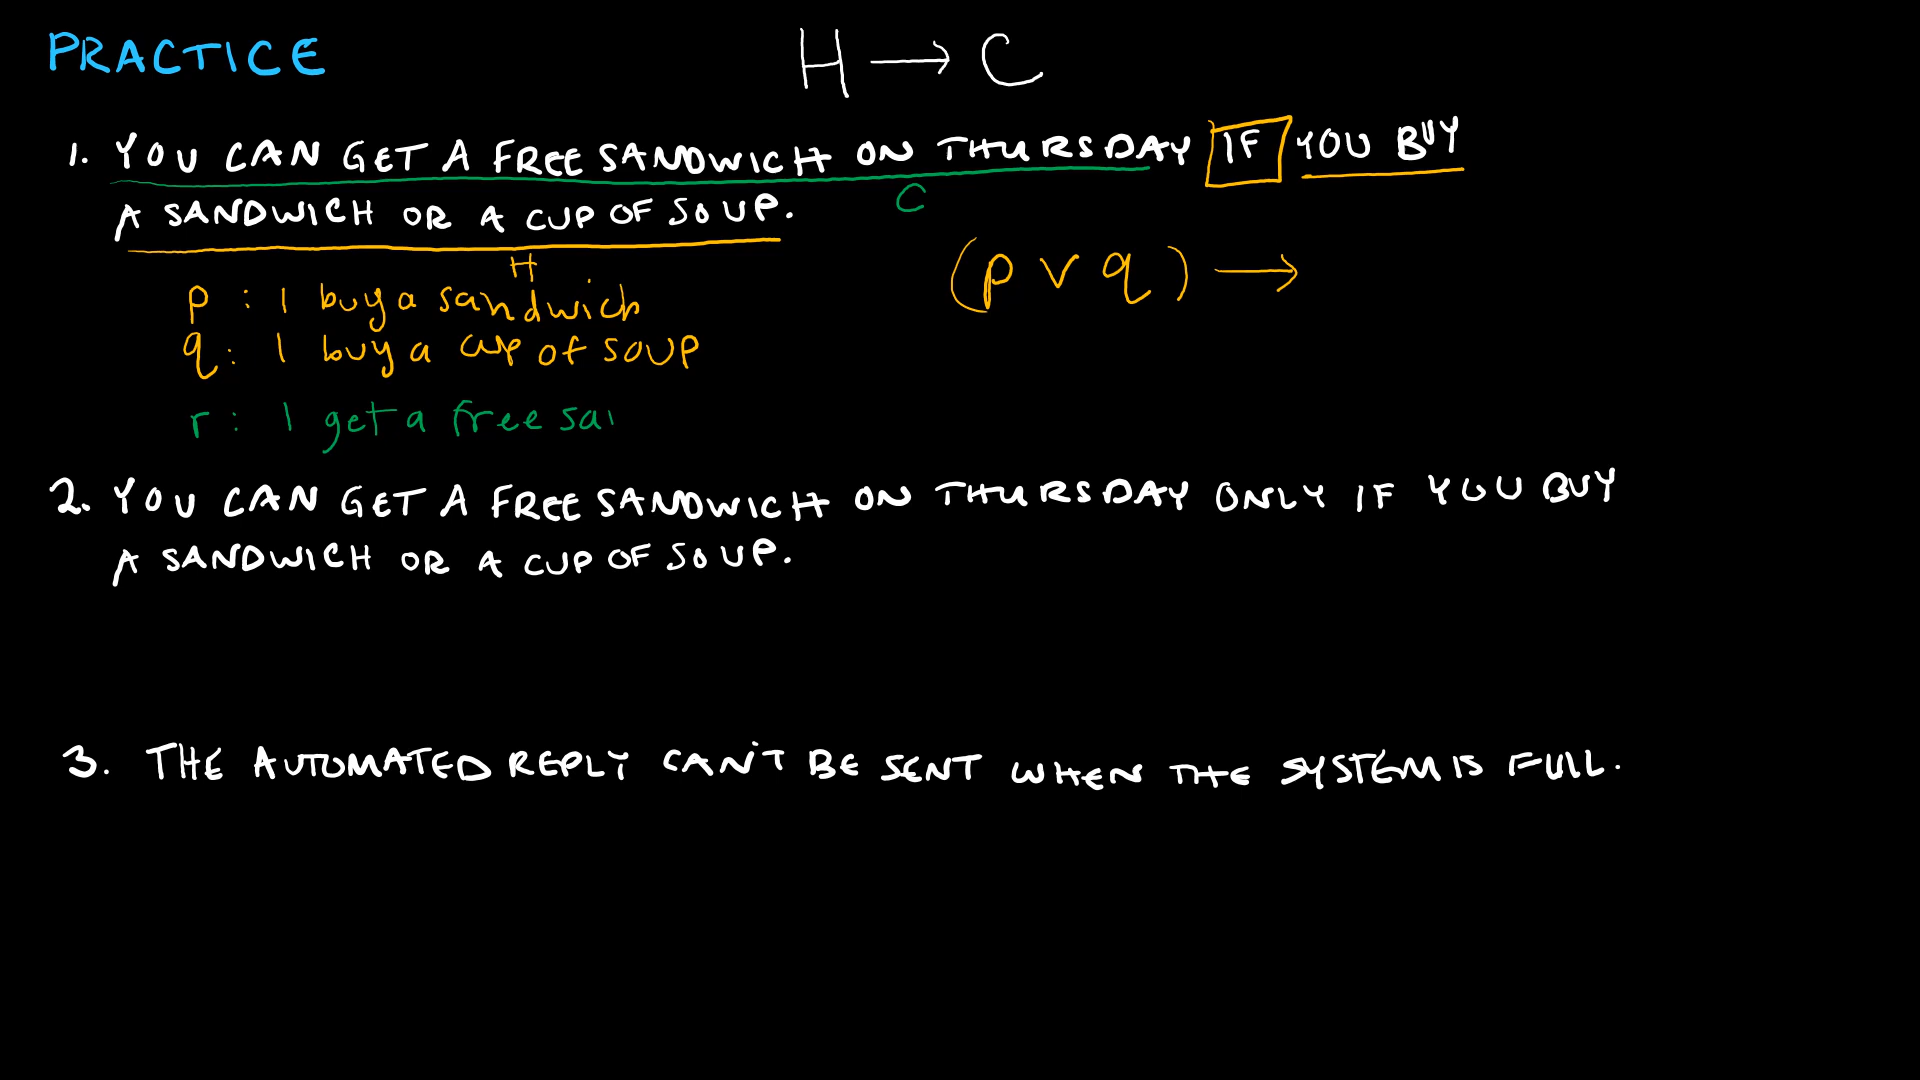 PRACTICE
H → C
1. YOU CAN GET A FREE SANDWICH ON THURSDAY IF YOU BUY
A SANDWICH OR A CUP OF SOUP.
C
H
(p ∨ q) →
p : I buy a sandwich
q : I buy a cup of soup
r : I get a free sa
2. YOU CAN GET A FREE SANDWICH ON THURSDAY ONLY IF YOU BUY
A SANDWICH OR A CUP OF SOUP.
3. THE AUTOMATED REPLY CAN'T BE SENT WHEN THE SYSTEM IS FULL.